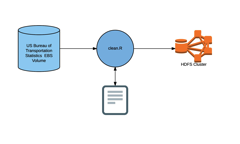 US Bureau of
Transportation
Statistics EBS
Volume
clean.R
HDFS Cluster